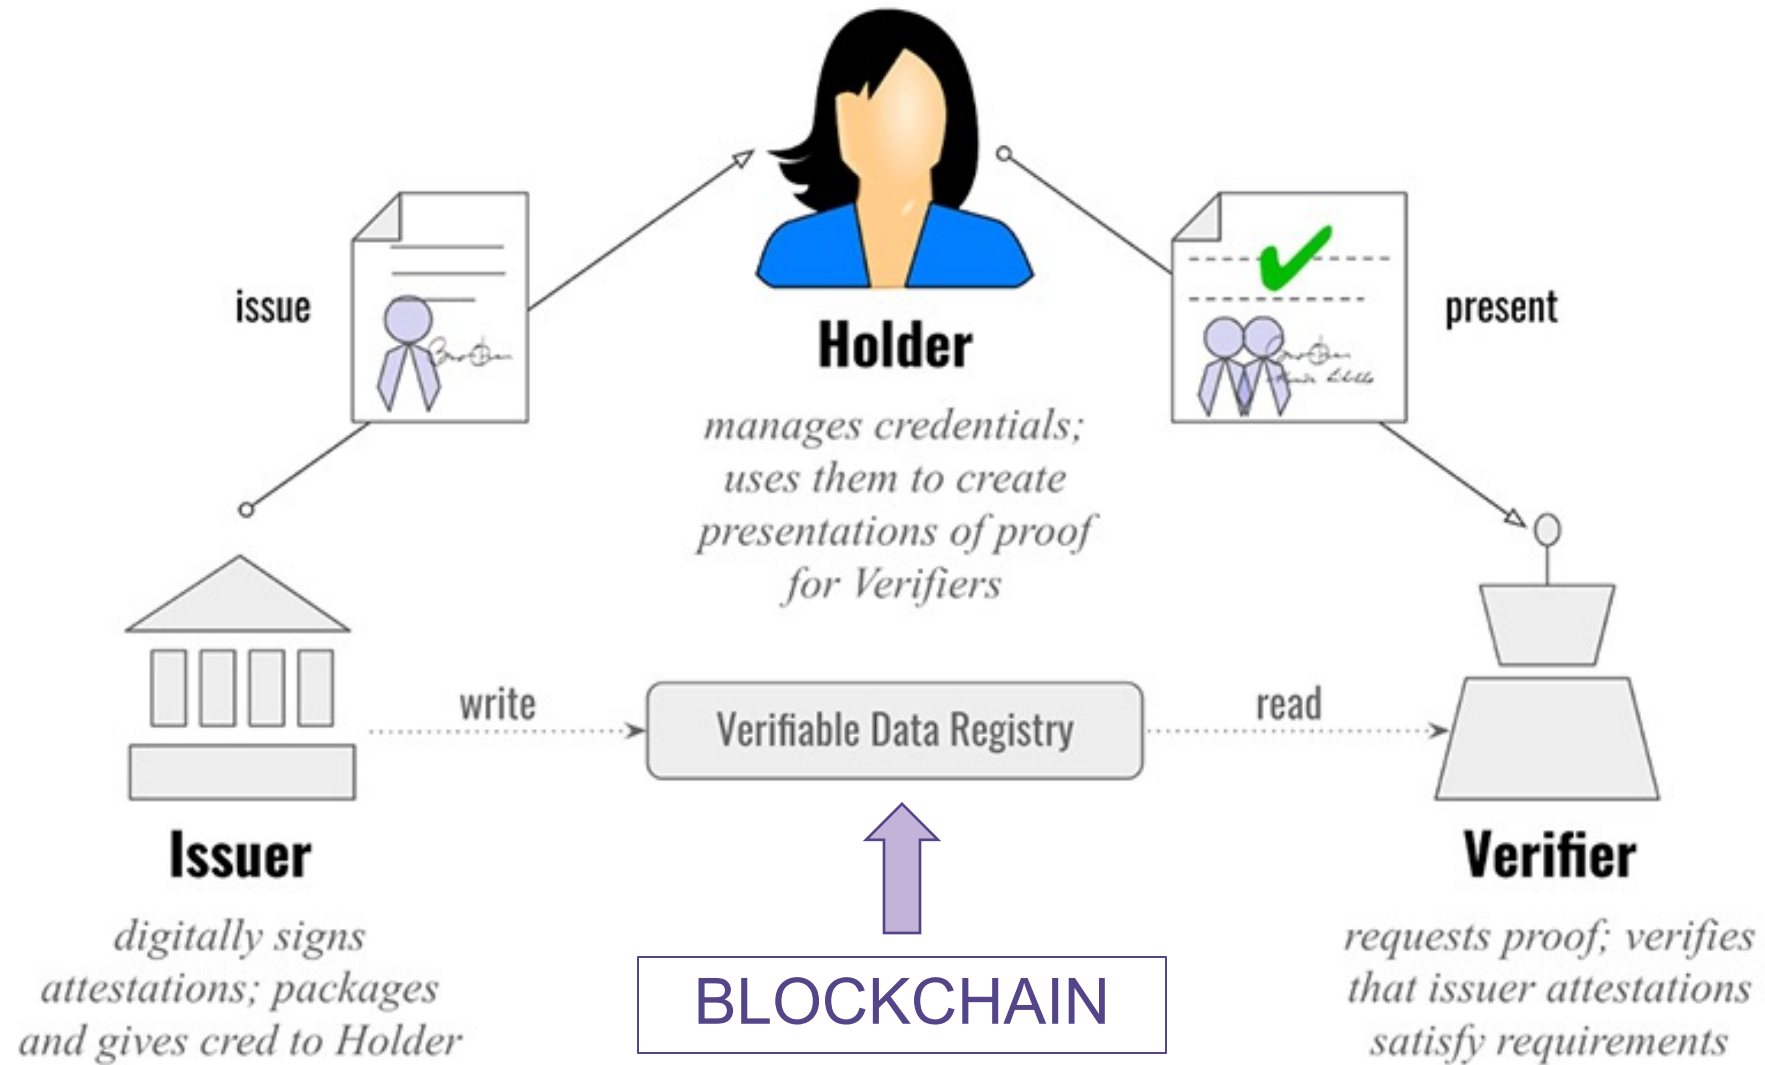 issue
present
Holder
manages credentials;
uses them to create
presentations of proof
for Verifiers
write
Verifiable Data Registry
read
Issuer
digitally signs
attestations; packages
and gives cred to Holder
BLOCKCHAIN
Verifier
requests proof; verifies
that issuer attestations
satisfy requirements